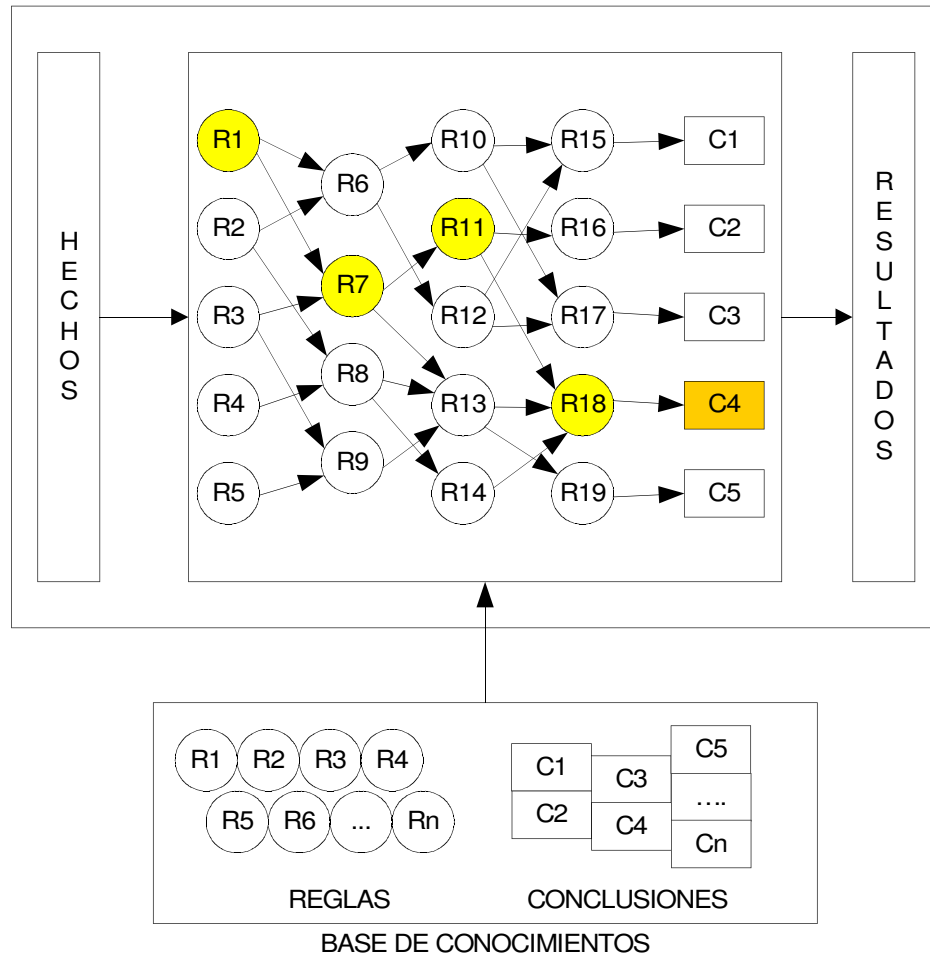 HECHOS
R1
R2
R3
R4
R5
R6
R7
R8
R9
R10
R11
R12
R13
R14
R15
R16
R17
R18
R19
C1
C2
C3
C4
C5
RESULTADOS
R1 R2 R3 R4
R5 R6 ... Rn
C1
C2
C3
C4
C5
....
Cn
REGLAS
CONCLUSIONES
BASE DE CONOCIMIENTOS